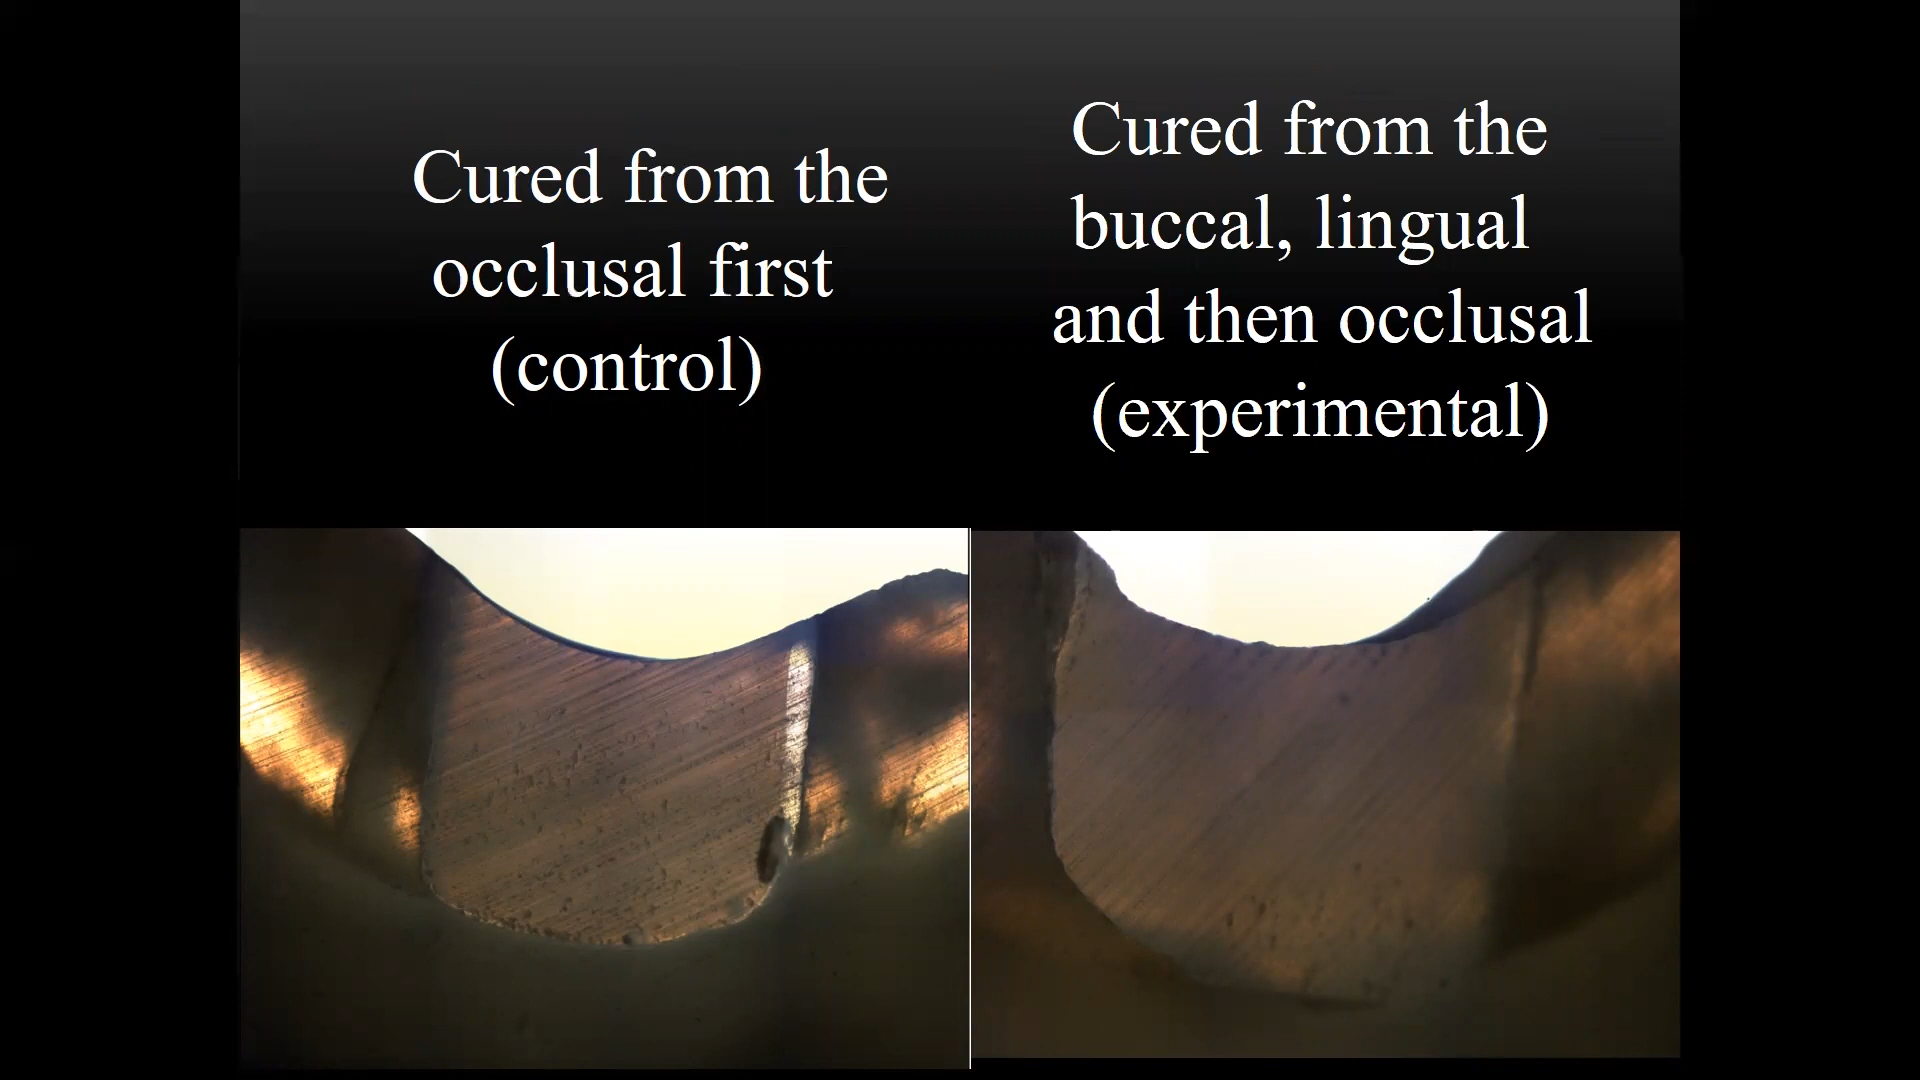 Cured from the
occlusal first
(control)
Cured from the
buccal, lingual
and then occlusal
(experimental)